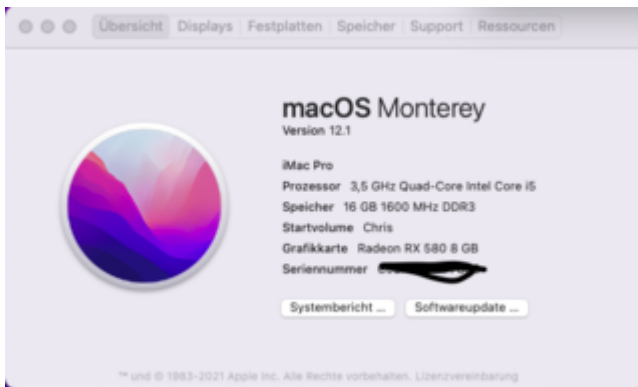 Übersicht Displays Festplatten Speicher Support Ressourcen
macOS Monterey
Version 12.1
iMac Pro
Prozessor 3,5 GHz Quad-Core Intel Core i5
Speicher 16 GB 1600 MHz DDR3
Startvolume Chris
Grafikkarte Radeon RX 580 8 GB
Seriennummer
Systembericht ... Softwareupdate ...
™ und © 1983-2021 Apple Inc. Alle Rechte vorbehalten. Lizenzvereinbarung